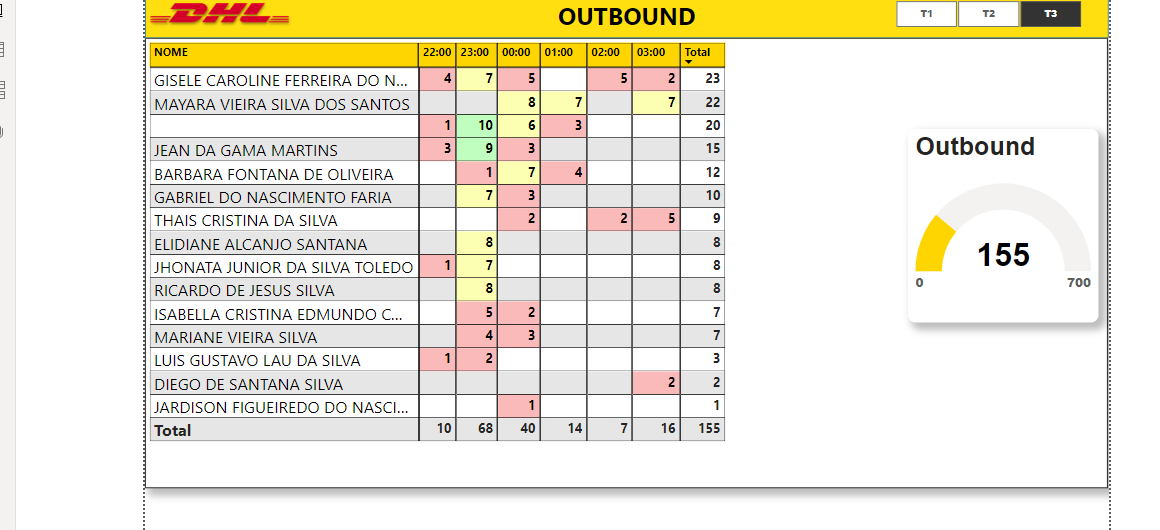 DHL
OUTBOUND
T1 T2 T3
NOME 22:00 23:00 00:00 01:00 02:00 03:00 Total
GISELE CAROLINE FERREIRA DO N... 4 7 5 5 2 23
MAYARA VIEIRA SILVA DOS SANTOS 8 7 7 22
1 10 6 3 20
JEAN DA GAMA MARTINS 3 9 3 15
BARBARA FONTANA DE OLIVEIRA 1 7 4 12
GABRIEL DO NASCIMENTO FARIA 7 3 10
THAIS CRISTINA DA SILVA 2 2 5 9
ELIDIANE ALCANJO SANTANA 8 8
JHONATA JUNIOR DA SILVA TOLEDO 1 7 8
RICARDO DE JESUS SILVA 8 8
ISABELLA CRISTINA EDMUNDO C... 5 2 7
MARIANE VIEIRA SILVA 4 3 7
LUIS GUSTAVO LAU DA SILVA 1 2 3
DIEGO DE SANTANA SILVA 2 2
JARDISON FIGUEIREDO DO NASCI... 1 1
Total 10 68 40 14 7 16 155
Outbound
155
0 700